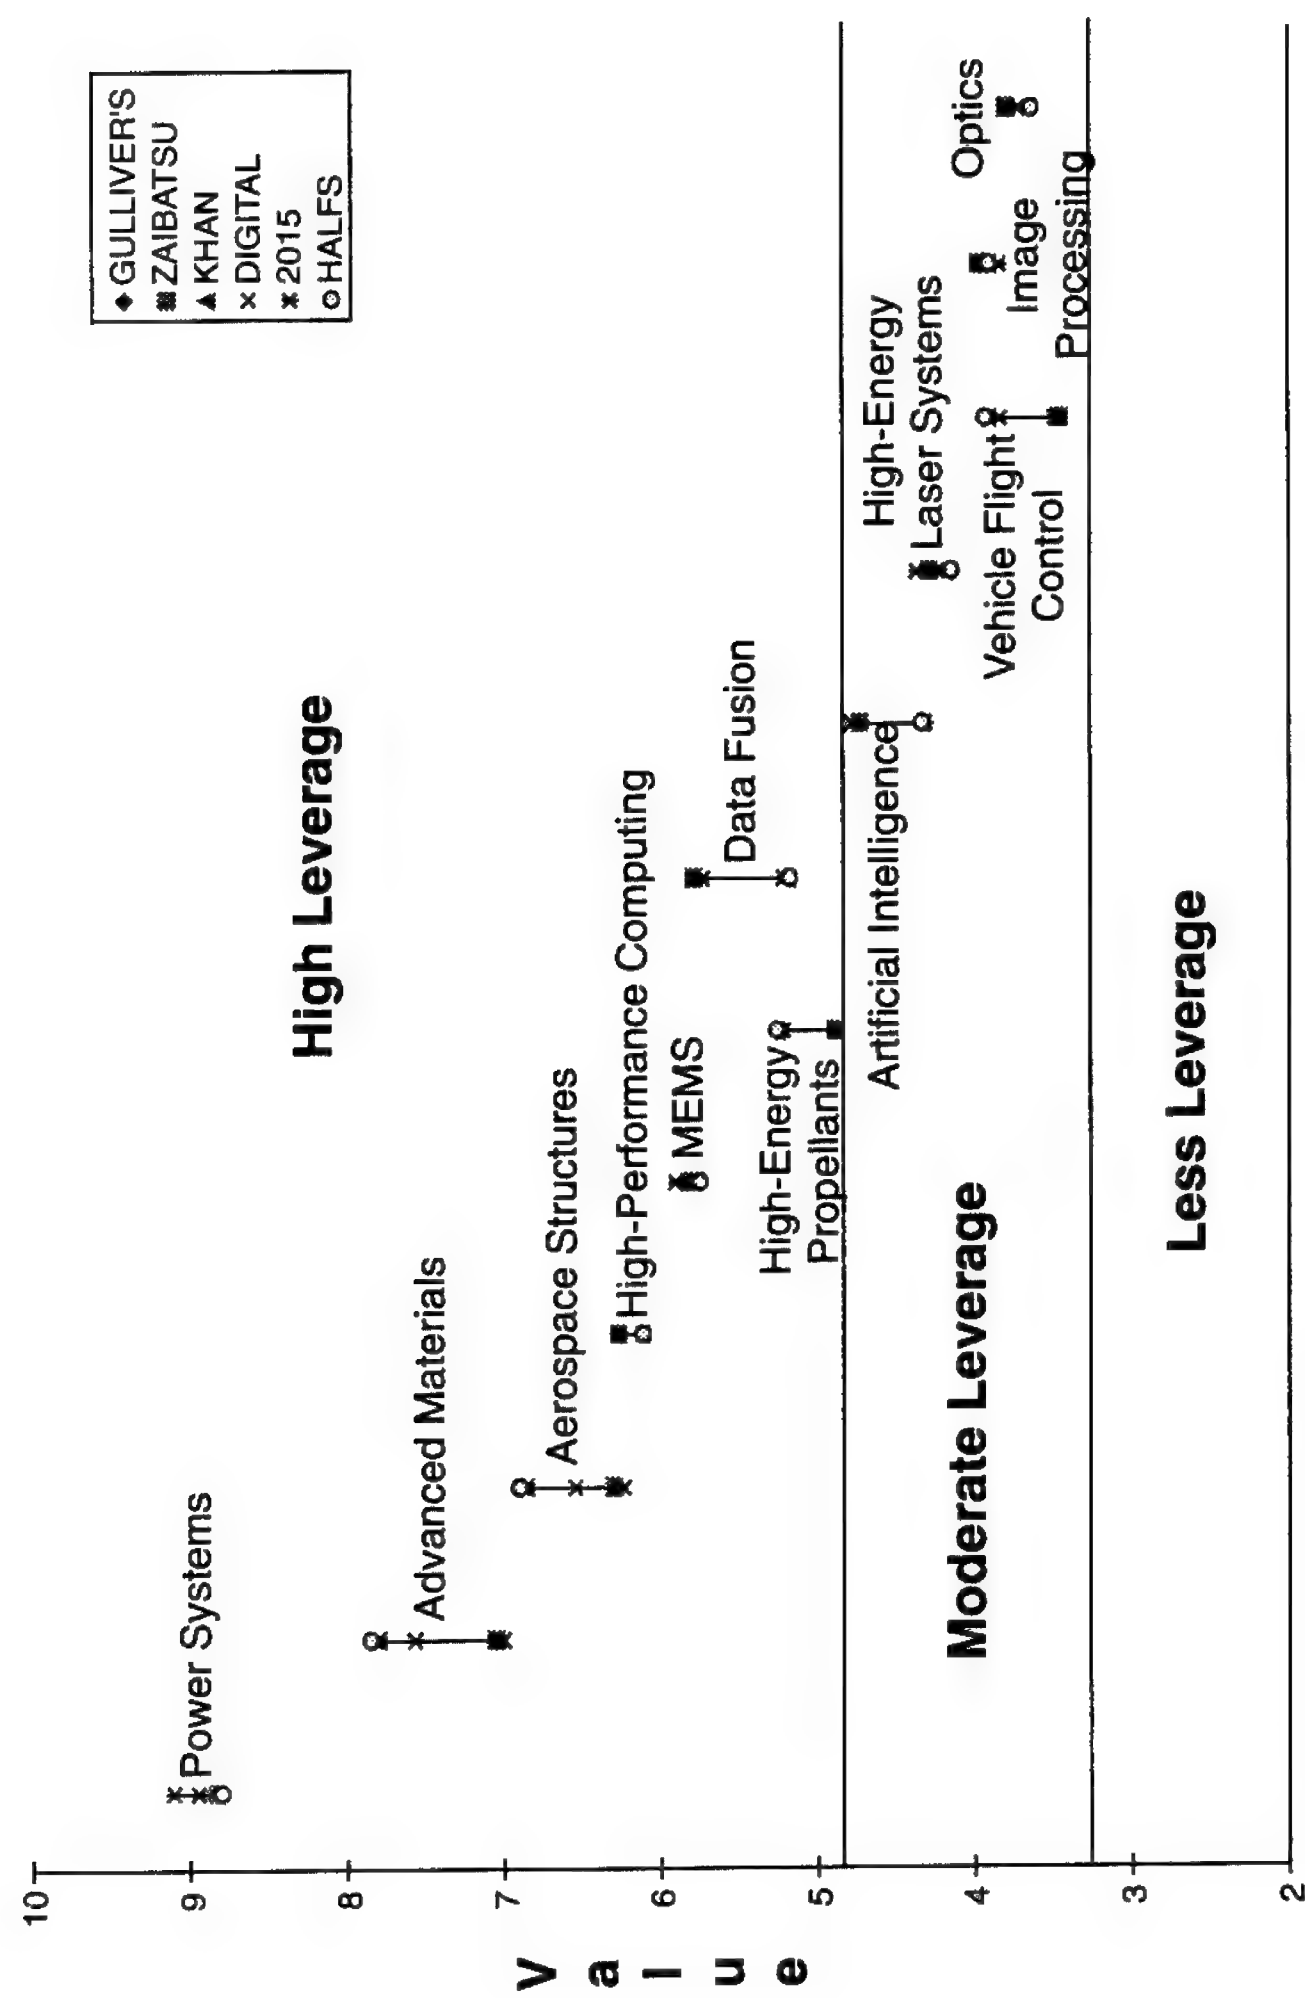 ◆ GULLIVER'S
■ ZAIBATSU
▲ KHAN
× DIGITAL
ж 2015
○ HALFS
High Leverage
Power Systems
Advanced Materials
Aerospace Structures
High-Performance Computing
MEMS
Data Fusion
High-Energy
Propellants
Artificial Intelligence
High-Energy
Laser Systems
Vehicle Flight
Control
Image
Processing
Optics
Moderate Leverage
Less Leverage
10
9
8
7
6
5
4
3
2
V
a
l
u
e